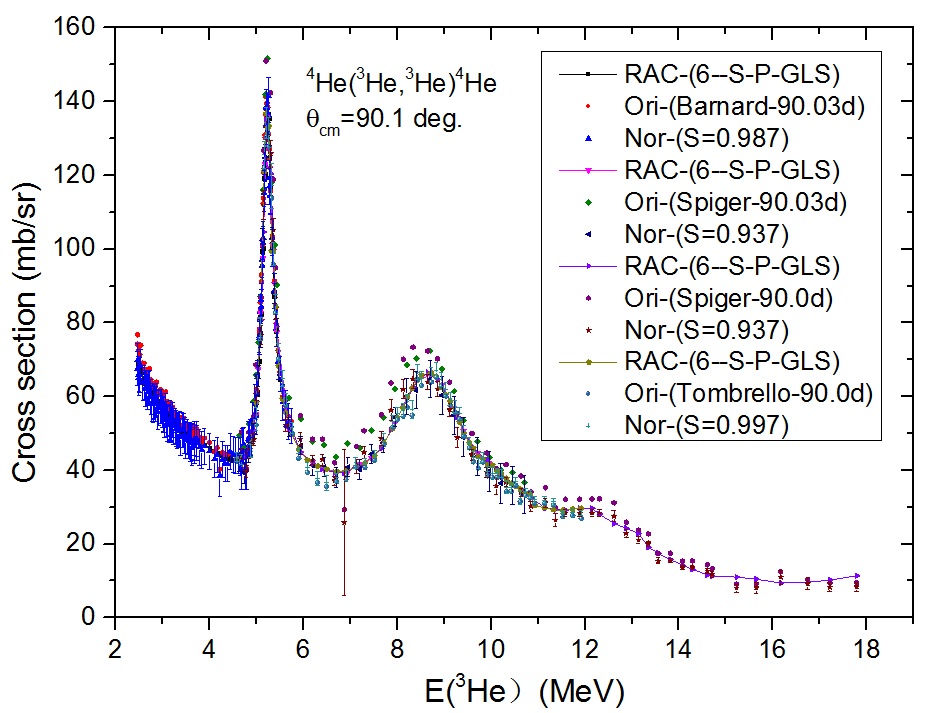 160
140
120
100
80
60
40
20
0
Cross section (mb/sr)
⁴He(³He,³He)⁴He
θcm=90.1 deg.
RAC-(6--S-P-GLS)
Ori-(Barnard-90.03d)
Nor-(S=0.987)
RAC-(6--S-P-GLS)
Ori-(Spiger-90.03d)
Nor-(S=0.937)
RAC-(6--S-P-GLS)
Ori-(Spiger-90.0d)
Nor-(S=0.937)
RAC-(6--S-P-GLS)
Ori-(Tombrello-90.0d)
Nor-(S=0.997)
2 4 6 8 10 12 14 16 18
E(³He）(MeV)